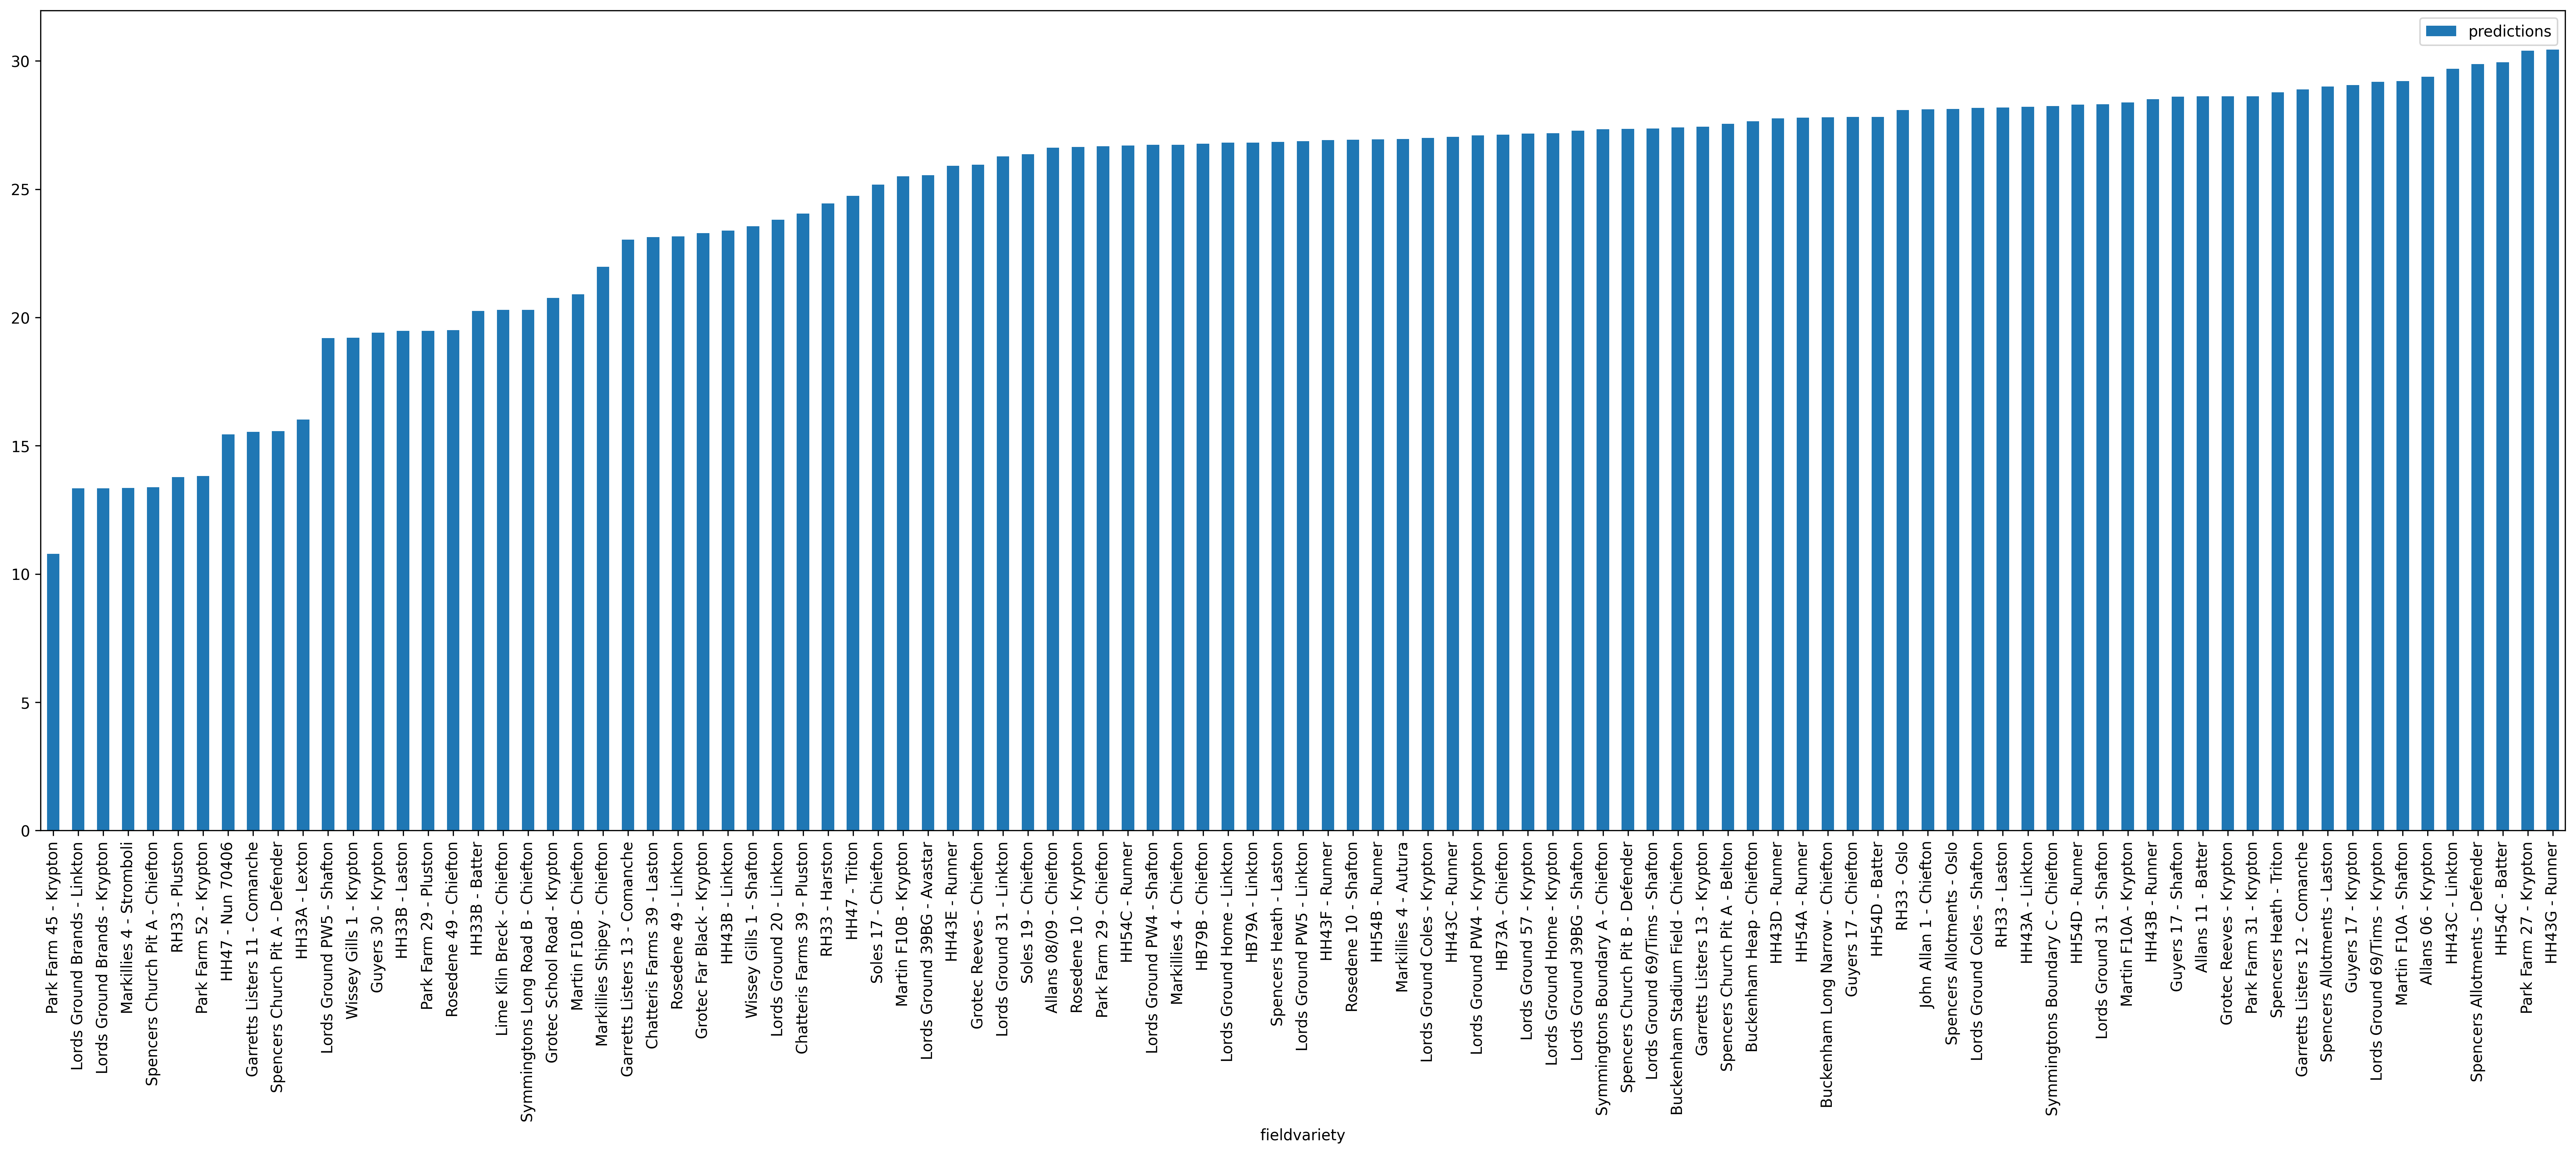 predictions
30
25
20
15
10
5
0
Park Farm 45 - Krypton
Lords Ground Brands - Linkton
Lords Ground Brands - Krypton
Markillies 4 - Stromboli
Spencers Church Pit A - Chiefton
RH33 - Pluston
Park Farm 52 - Krypton
HH47 - Nun 70406
Garretts Listers 11 - Comanche
Spencers Church Pit A - Defender
HH33A - Lexton
Lords Ground PW5 - Shafton
Wissey Gills 1 - Krypton
Guyers 30 - Krypton
HH33B - Laston
Park Farm 29 - Pluston
Rosedene 49 - Chiefton
HH33B - Batter
Lime Kiln Breck - Chiefton
Symmingtons Long Road B - Chiefton
Grotec School Road - Krypton
Martin F10B - Chiefton
Markillies Shipey - Chiefton
Garretts Listers 13 - Comanche
Chatteris Farms 39 - Laston
Rosedene 49 - Linkton
Grotec Far Black - Krypton
HH43B - Linkton
Wissey Gills 1 - Shafton
Lords Ground 20 - Linkton
Chatteris Farms 39 - Pluston
RH33 - Harston
HH47 - Triton
Soles 17 - Chiefton
Martin F10B - Krypton
Lords Ground 39BG - Avastar
HH43E - Runner
Grotec Reeves - Chiefton
Lords Ground 31 - Linkton
Soles 19 - Chiefton
Allans 08/09 - Chiefton
Rosedene 10 - Krypton
Park Farm 29 - Chiefton
HH54C - Runner
Lords Ground PW4 - Shafton
Markillies 4 - Chiefton
HB79B - Chiefton
Lords Ground Home - Linkton
HB79A - Linkton
Spencers Heath - Laston
Lords Ground PW5 - Linkton
HH43F - Runner
Rosedene 10 - Shafton
HH54B - Runner
Markillies 4 - Autura
Lords Ground Coles - Krypton
HH43C - Runner
Lords Ground PW4 - Krypton
HB73A - Chiefton
Lords Ground 57 - Krypton
Lords Ground Home - Krypton
Lords Ground 39BG - Shafton
Symmingtons Boundary A - Chiefton
Spencers Church Pit B - Defender
Lords Ground 69/Tims - Shafton
Buckenham Stadium Field - Chiefton
Garretts Listers 13 - Krypton
Spencers Church Pit A - Belton
Buckenham Heap - Chiefton
HH43D - Runner
HH54A - Runner
Buckenham Long Narrow - Chiefton
Guyers 17 - Chiefton
HH54D - Batter
RH33 - Oslo
John Allan 1 - Chiefton
Spencers Allotments - Oslo
Lords Ground Coles - Shafton
RH33 - Laston
HH43A - Linkton
Symmingtons Boundary C - Chiefton
HH54D - Runner
Lords Ground 31 - Shafton
Martin F10A - Krypton
HH43B - Runner
Guyers 17 - Shafton
Allans 11 - Batter
Grotec Reeves - Krypton
Park Farm 31 - Krypton
Spencers Heath - Triton
Garretts Listers 12 - Comanche
Spencers Allotments - Laston
Guyers 17 - Krypton
Lords Ground 69/Tims - Krypton
Martin F10A - Shafton
Allans 06 - Krypton
HH43C - Linkton
Spencers Allotments - Defender
HH54C - Batter
Park Farm 27 - Krypton
HH43G - Runner
fieldvariety